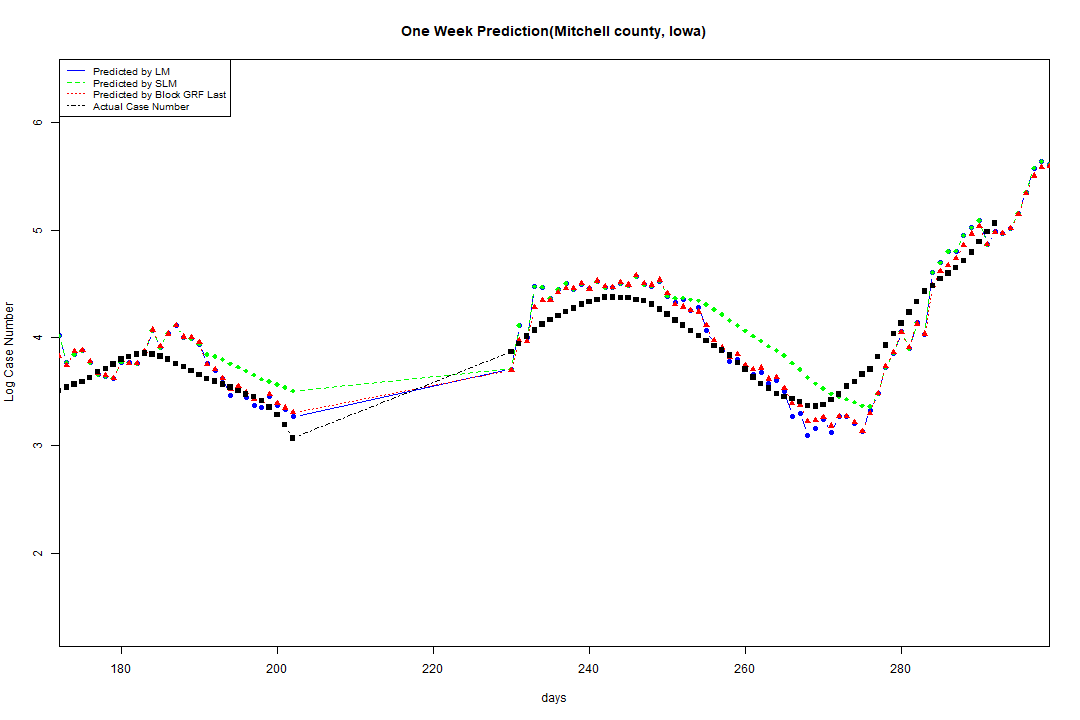 One Week Prediction(Mitchell county, Iowa)
Predicted by LM
Predicted by SLM
Predicted by Block GRF Last
Actual Case Number
6
5
4
3
2
Log Case Number
180 200 220 240 260 280
days